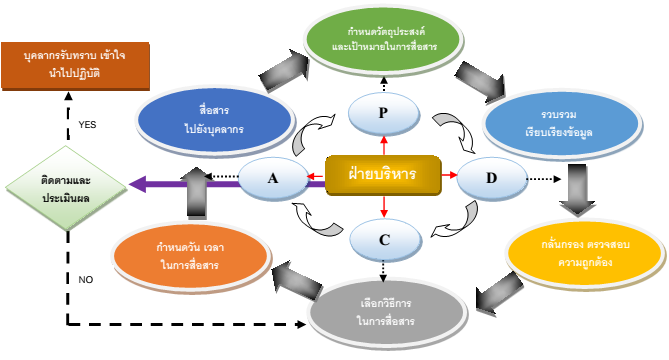 กำหนดวัตถุประสงค์
และเป้าหมายในการสื่อสาร
บุคลากรรับทราบ เข้าใจ
นำไปปฏิบัติ
สื่อสาร
ไปยังบุคลากร
P
รวบรวม
เรียบเรียงข้อมูล
YES
ติดตามและ
ประเมินผล
A
ฝ่ายบริหาร
D
กำหนดวัน เวลา
ในการสื่อสาร
C
กลั่นกรอง ตรวจสอบ
ความถูกต้อง
NO
เลือกวิธีการ
ในการสื่อสาร